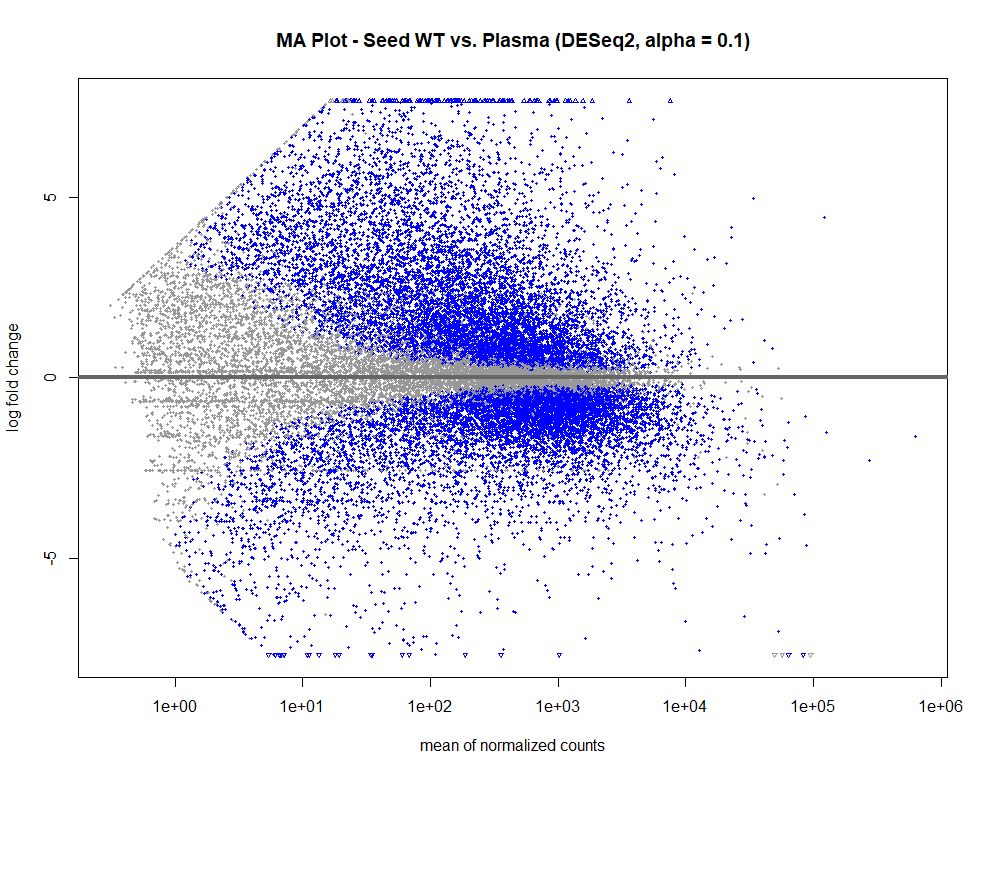 MA Plot - Seed WT vs. Plasma (DESeq2, alpha = 0.1)
log fold change
5
0
-5
1e+00 1e+01 1e+02 1e+03 1e+04 1e+05 1e+06
mean of normalized counts